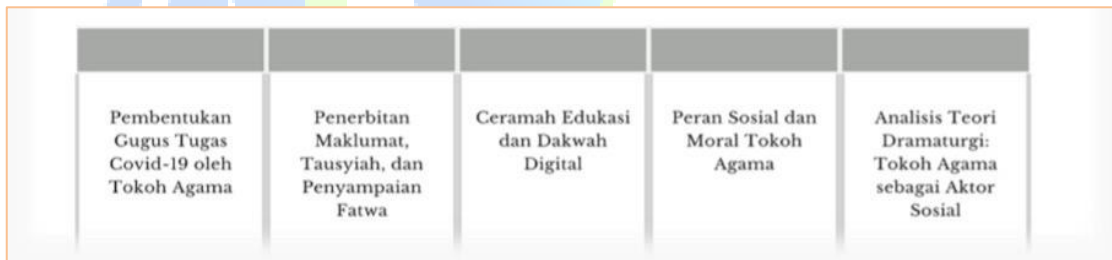 Pembentukan
Gugus Tugas
Covid-19 oleh
Tokoh Agama
Penerbitan
Maklumat,
Tausyiah, dan
Penyampaian
Fatwa
Ceramah Edukasi
dan Dakwah
Digital
Peran Sosial dan
Moral Tokoh
Agama
Analisis Teori
Dramaturgi:
Tokoh Agama
sebagai Aktor
Sosial